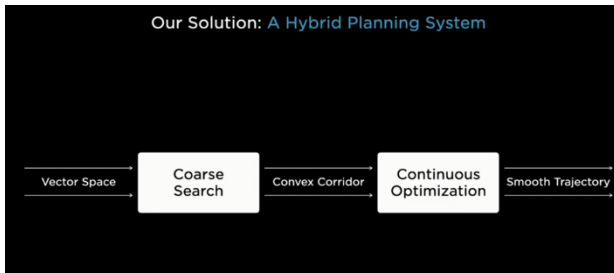 Our Solution: A Hybrid Planning System
Vector Space
Coarse
Search
Convex Corridor
Continuous
Optimization
Smooth Trajectory